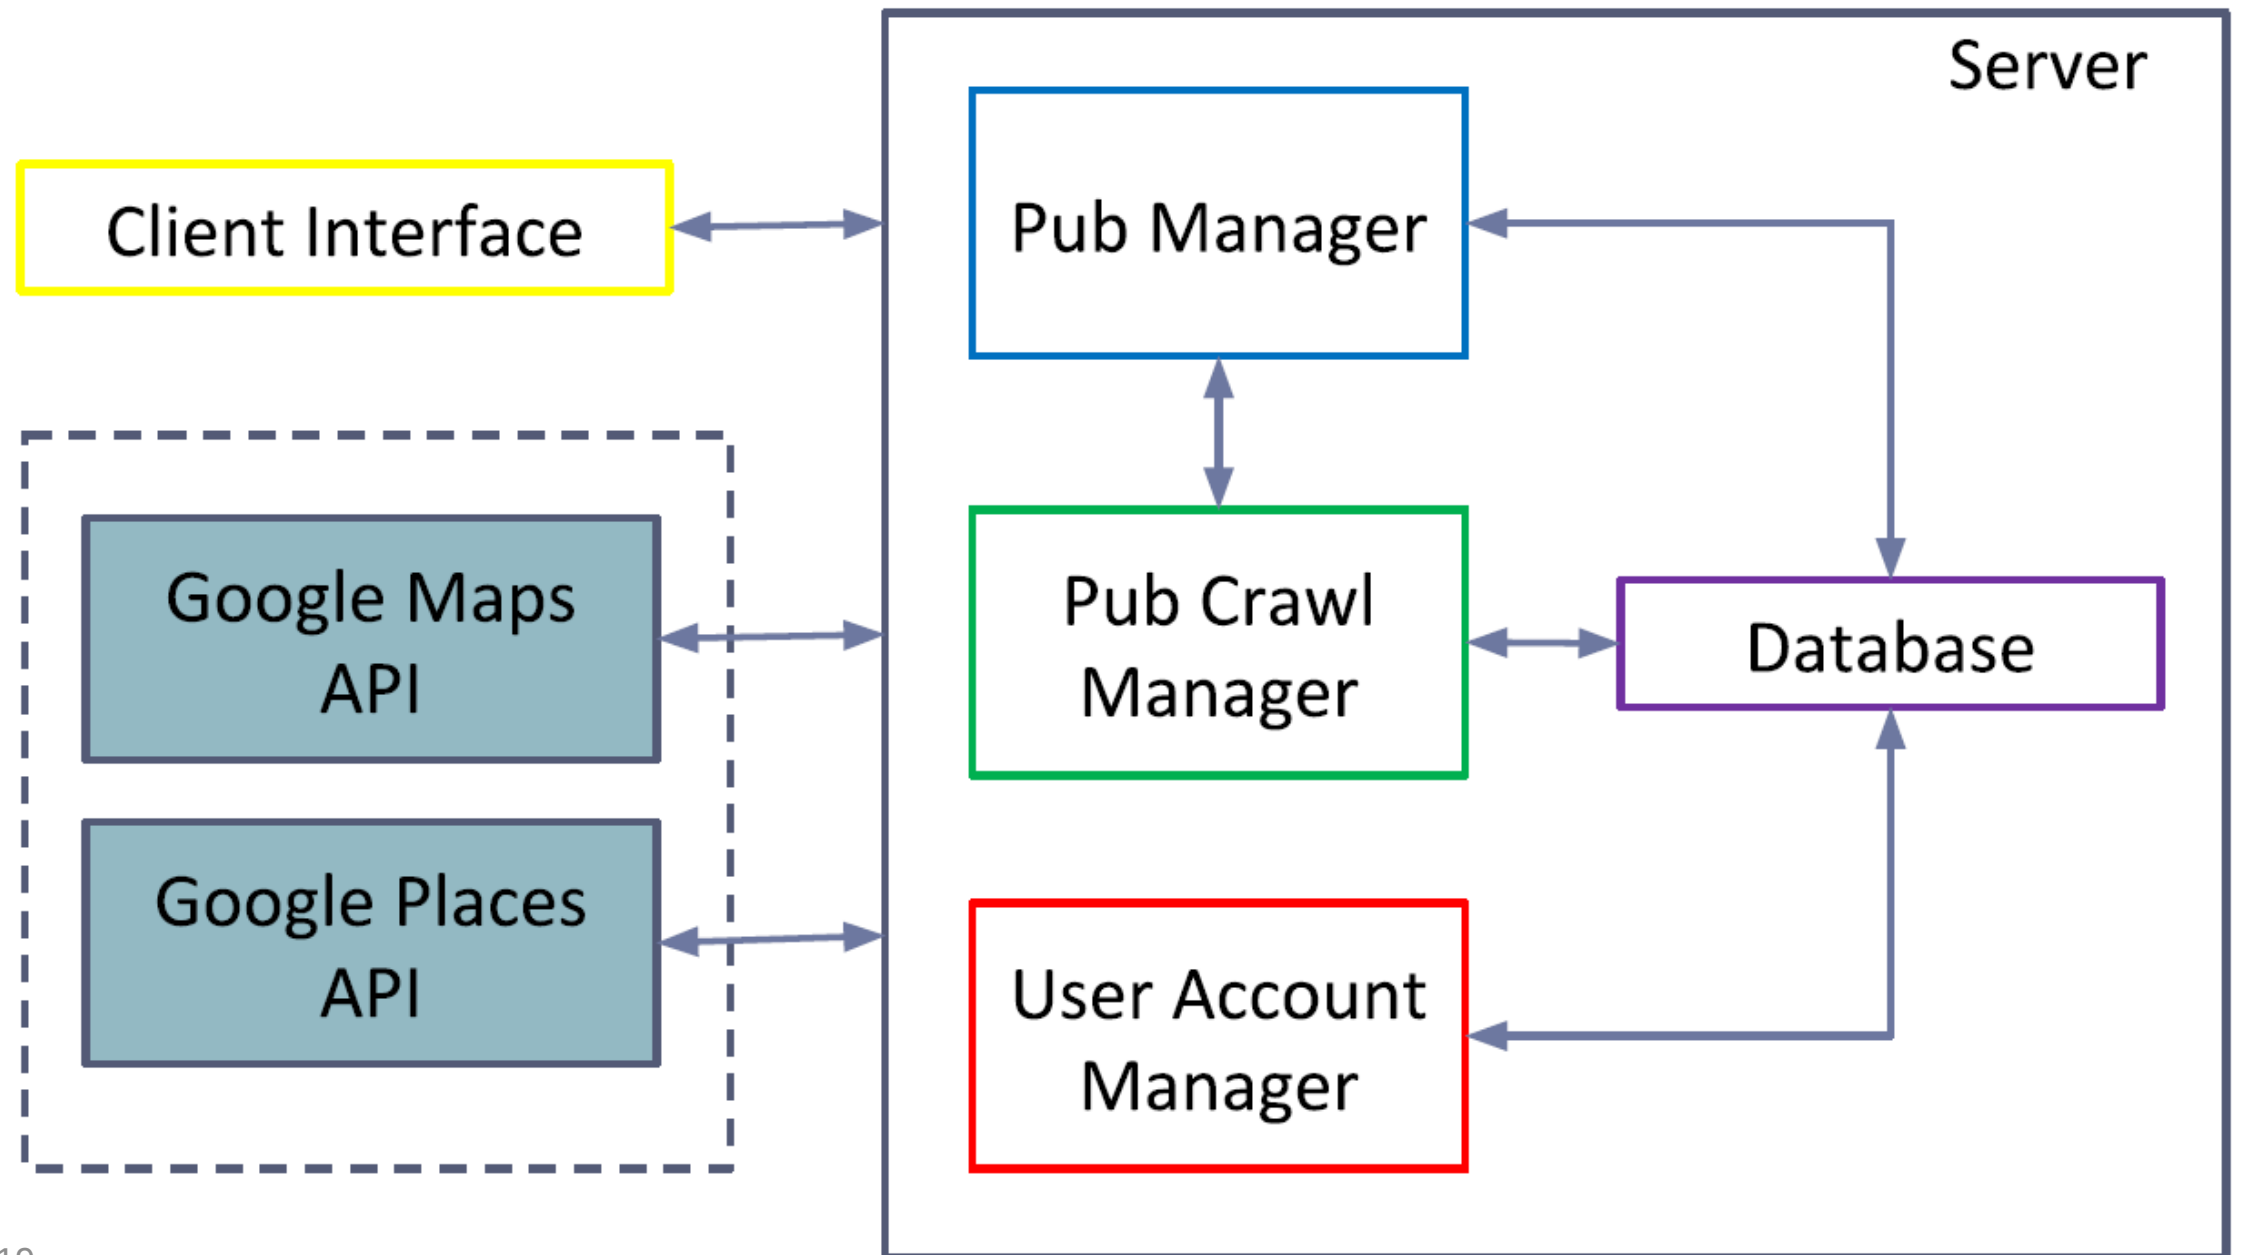 Server
Client Interface
Pub Manager
Google Maps
API
Pub Crawl
Manager
Database
Google Places
API
User Account
Manager